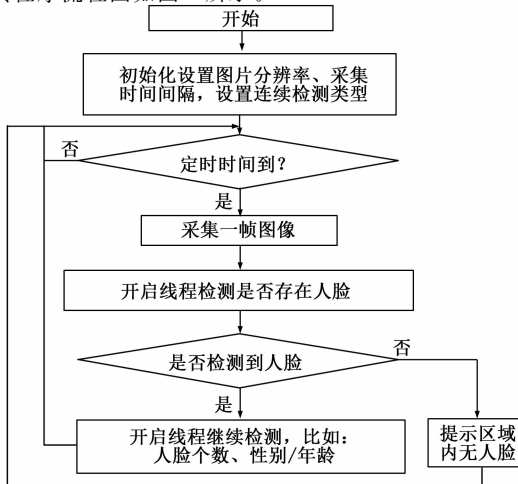 开始
初始化设置图片分辨率、采集
时间间隔，设置连续检测类型
否
定时时间到？
是
采集一帧图像
开启线程检测是否存在人脸
否
是否检测到人脸
是
开启线程继续检测，比如：
人脸个数、性别/年龄
提示区域
内无人脸